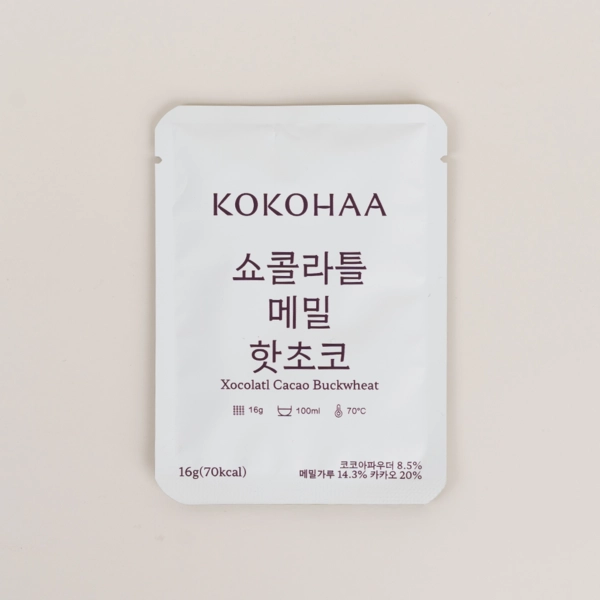 KOKOHAA
쇼콜라틀
메밀
핫초코
Xocolatl Cacao Buckwheat
16g 100ml 70°C
코코아파우더 8.5%
16g(70kcal) 메밀가루 14.3% 카카오 20%